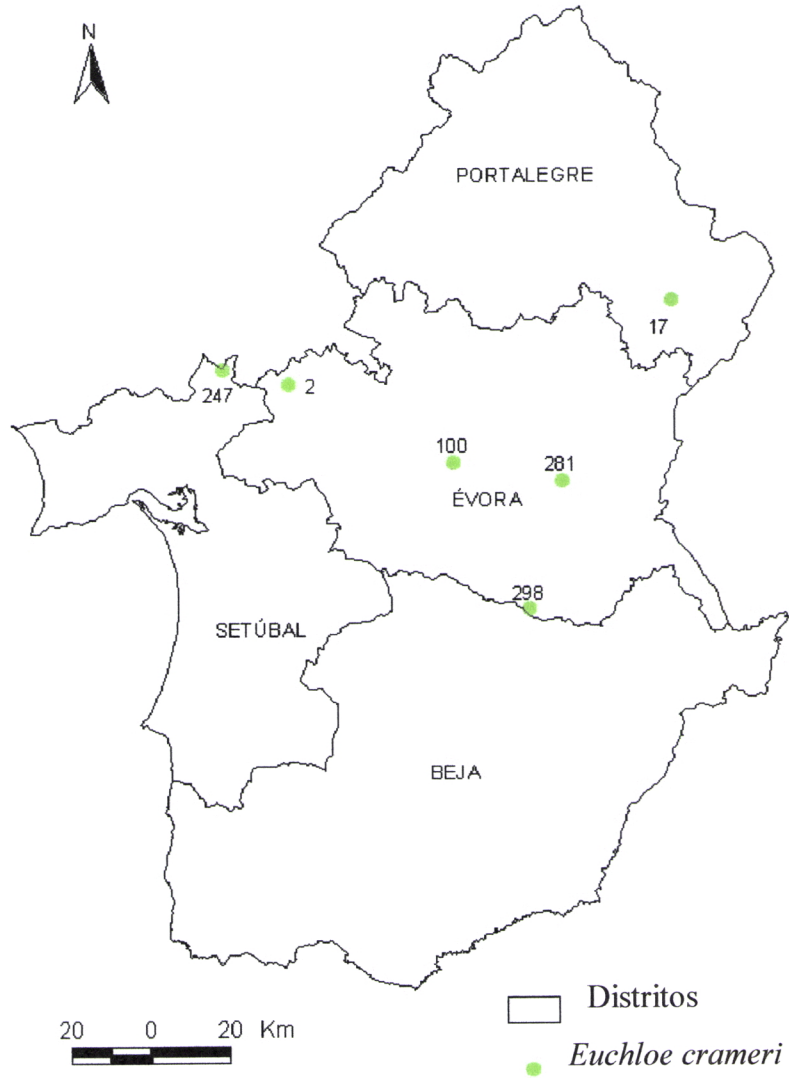 N
PORTALEGRE
17
247
2
100
281
ÉVORA
298
SETÚBAL
BEJA
Distritos
20 0 20 Km
Euchloe crameri